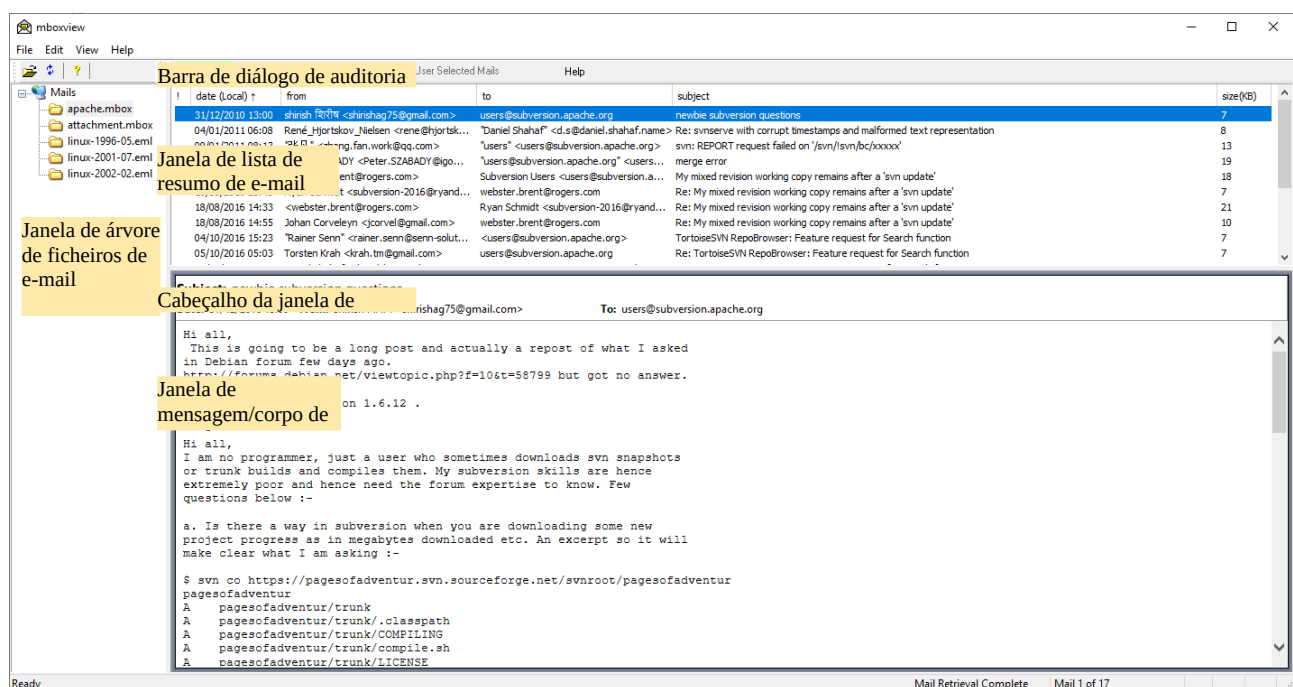 mboxview
File Edit View Help
Barra de diálogo de auditoria
User Selected Mails
Help
Mails
apache.mbox
attachment.mbox
linux-1996-05.eml
linux-2001-07.eml
linux-2002-02.eml
Janela de árvore
de ficheiros de
e-mail
! date (Local) ↑ from to subject size(KB)
31/12/2010 13:00 shirish शिरीष <shirishag75@gmail.com> users@subversion.apache.org newbie subversion questions 7
04/01/2011 06:08 René_Hjortskov_Nielsen <rene@hjortsk... "Daniel Shahaf" <d.s@daniel.shahaf.name> Re: svnserve with corrupt timestamps and malformed text representation 8
"users" <users@subversion.apache.org> svn: REPORT request failed on '/svn/!svn/bc/xxxxx' 13
Janela de lista de
<Peter.SZABADY@igo... "users@subversion.apache.org" <users... merge error 19
resumo de e-mail
Subversion Users <users@subversion.a... My mixed revision working copy remains after a 'svn update' 18
<subversion-2016@ryand... webster.brent@rogers.com Re: My mixed revision working copy remains after a 'svn update' 7
18/08/2016 14:33 <webster.brent@rogers.com> Ryan Schmidt <subversion-2016@ryand... Re: My mixed revision working copy remains after a 'svn update' 21
18/08/2016 14:55 Johan Corveleyn <jcorvel@gmail.com> webster.brent@rogers.com Re: My mixed revision working copy remains after a 'svn update' 10
04/10/2016 15:23 "Rainer Senn" <rainer.senn@senn-solut... <users@subversion.apache.org> TortoiseSVN RepoBrowser: Feature request for Search function 7
05/10/2016 05:03 Torsten Krah <krah.tm@gmail.com> users@subversion.apache.org Re: TortoiseSVN RepoBrowser: Feature request for Search function 7
Cabeçalho da janela de
To: users@subversion.apache.org
Hi all,
This is going to be a long post and actually a repost of what I asked
in Debian forum few days ago.
http://forums.debian.net/viewtopic.php?f=10&t=58799 but got no answer.
Janela de
mensagem/corpo de
on 1.6.12 .
Hi all,
I am no programmer, just a user who sometimes downloads svn snapshots
or trunk builds and compiles them. My subversion skills are hence
extremely poor and hence need the forum expertise to know. Few
questions below :-
a. Is there a way in subversion when you are downloading some new
project progress as in megabytes downloaded etc. An excerpt so it will
make clear what I am asking :-
$ svn co https://pagesofadventur.svn.sourceforge.net/svnroot/pagesofadventur
pagesofadventur
A pagesofadventur/trunk
A pagesofadventur/trunk/.classpath
A pagesofadventur/trunk/COMPILING
A pagesofadventur/trunk/compile.sh
A pagesofadventur/trunk/LICENSE
Ready
Mail Retrieval Complete
Mail 1 of 17